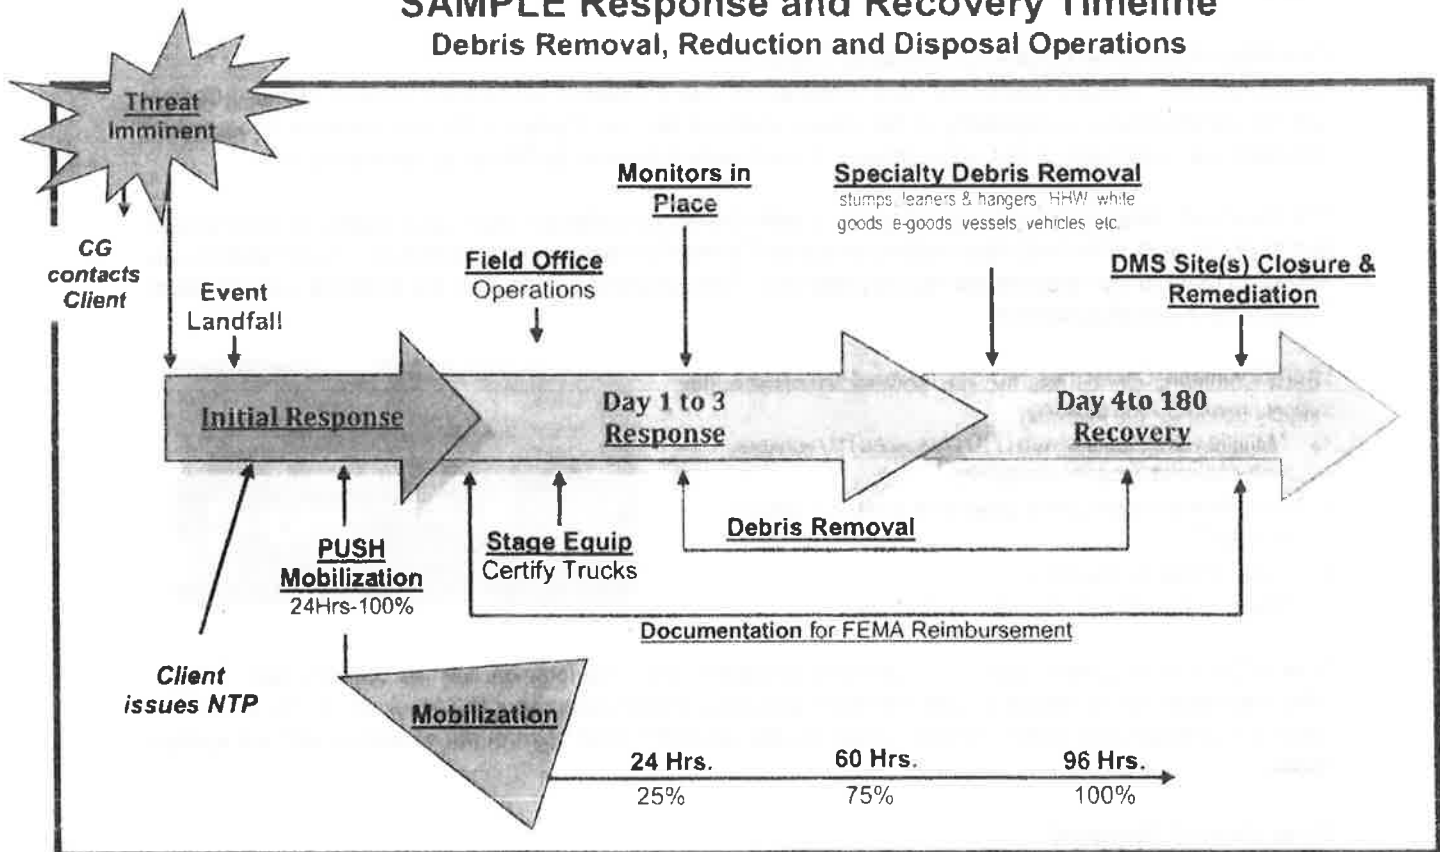 SAMPLE Response and Recovery Timeline
Debris Removal, Reduction and Disposal Operations
Threat
Imminent
CG
contacts
Client
Event
Landfall
Field Office
Operations
Monitors in
Place
Specialty Debris Removal
stumps, leaners & hangers, HHW white
goods e-goods vessels, vehicles etc.
DMS Site(s) Closure &
Remediation
Initial Response
Day 1 to 3
Response
Day 4to 180
Recovery
PUSH
Mobilization
24Hrs-100%
Stage Equip
Certify Trucks
Debris Removal
Documentation for FEMA Reimbursement
Client
issues NTP
Mobilization
24 Hrs.
25%
60 Hrs.
75%
96 Hrs.
100%